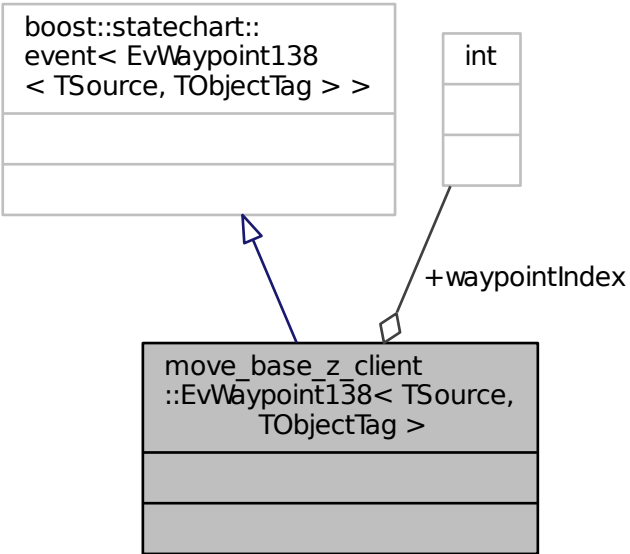 boost::statechart::
event< EvWaypoint138
< TSource, TObjectTag > >
int
+waypointIndex
move_base_z_client
::EvWaypoint138< TSource,
TObjectTag >